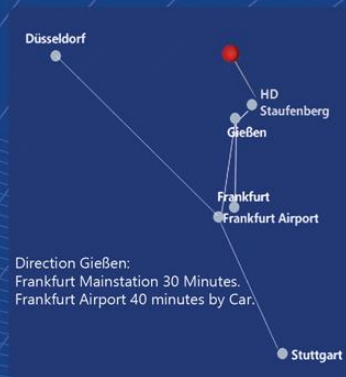 Düsseldorf
HD
Staufenberg
Gießen
Frankfurt
Frankfurt Airport
Direction Gießen:
Frankfurt Mainstation 30 Minutes.
Frankfurt Airport 40 minutes by Car.
Stuttgart